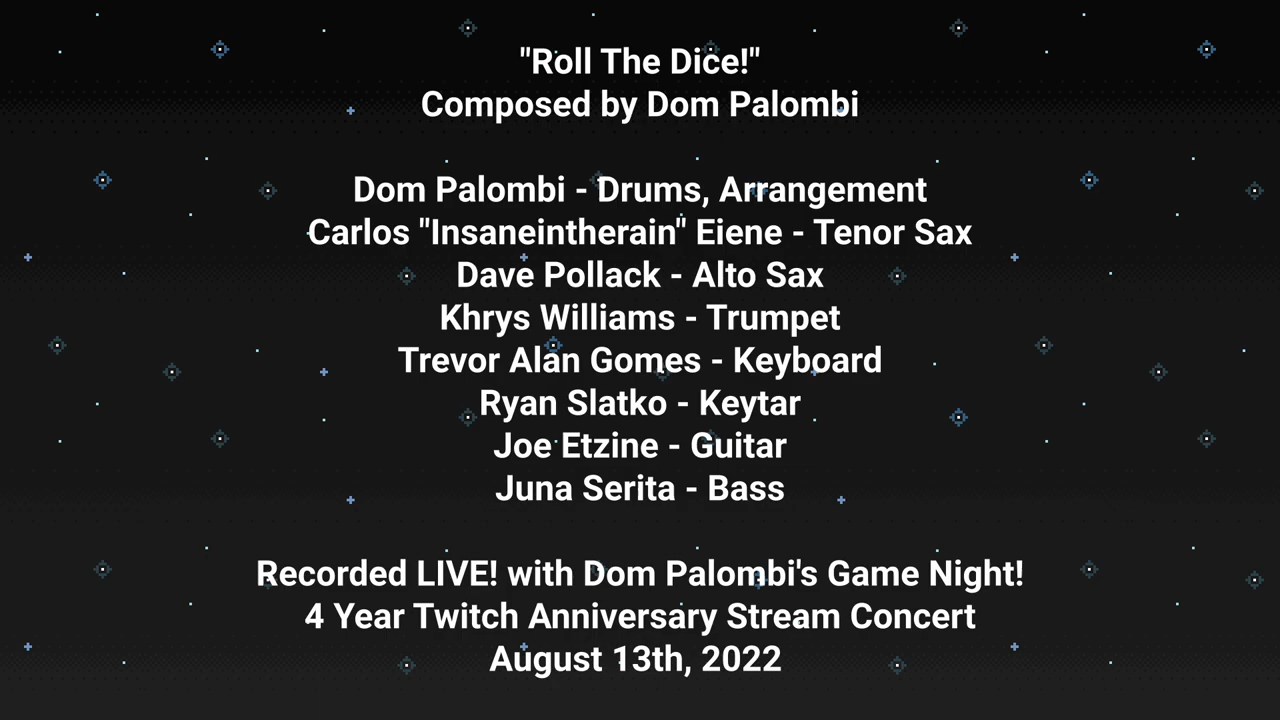 "Roll The Dice!"
Composed by Dom Palombi
Dom Palombi - Drums, Arrangement
Carlos "Insaneintherain" Eiene - Tenor Sax
Dave Pollack - Alto Sax
Khrys Williams - Trumpet
Trevor Alan Gomes - Keyboard
Ryan Slatko - Keytar
Joe Etzine - Guitar
Juna Serita - Bass
Recorded LIVE! with Dom Palombi's Game Night!
4 Year Twitch Anniversary Stream Concert
August 13th, 2022